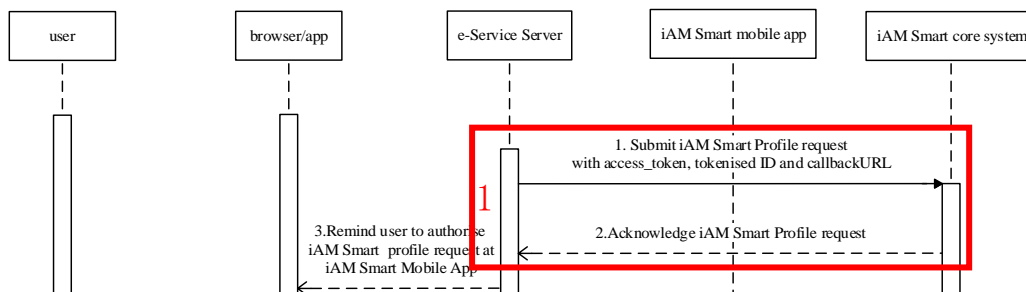 user
browser/app
e-Service Server
iAM Smart mobile app
iAM Smart core system
1. Submit iAM Smart Profile request
with access_token, tokenised ID and callbackURL
1
2.Acknowledge iAM Smart Profile request
3.Remind user to authorise
iAM Smart profile request at
iAM Smart Mobile App